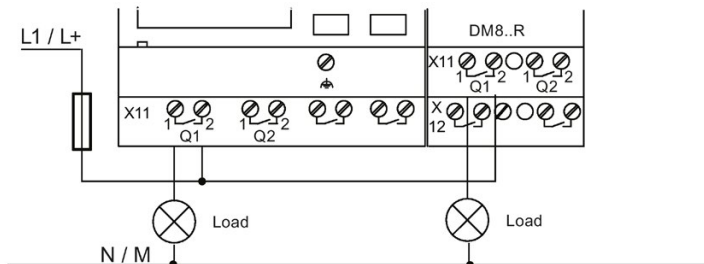 DM8..R
L1 / L+
X11 1 2 1 2
Q1 Q2
X11 1 2 1 2
Q1 Q2
X
12
Load
Load
N / M